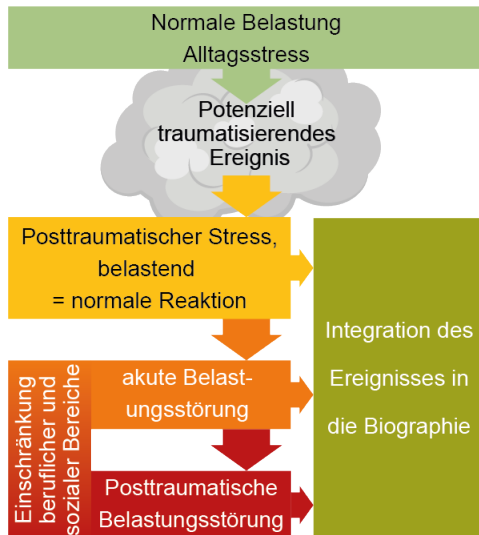 Normale Belastung
Alltagsstress
Potenziell
traumatisierendes
Ereignis
Posttraumatischer Stress,
belastend
= normale Reaktion
Integration des
Ereignisses in
die Biographie
Einschränkung
beruflicher und
sozialer Bereiche
akute Belast-
ungsstörung
Posttraumatische
Belastungsstörung